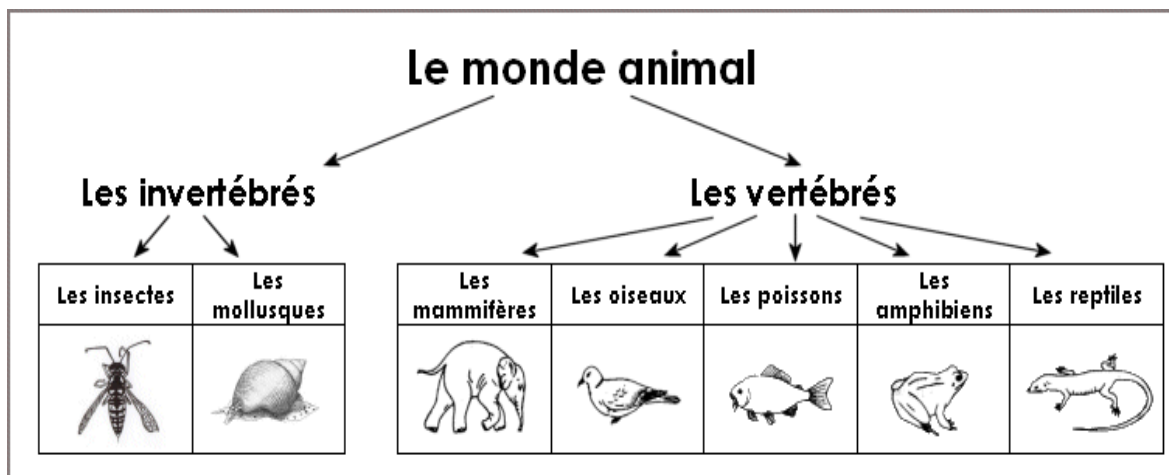 Le monde animal
Les invertébrés
Les vertébrés
Les insectes
Les
mollusques
Les
mammifères
Les oiseaux
Les poissons
Les
amphibiens
Les reptiles